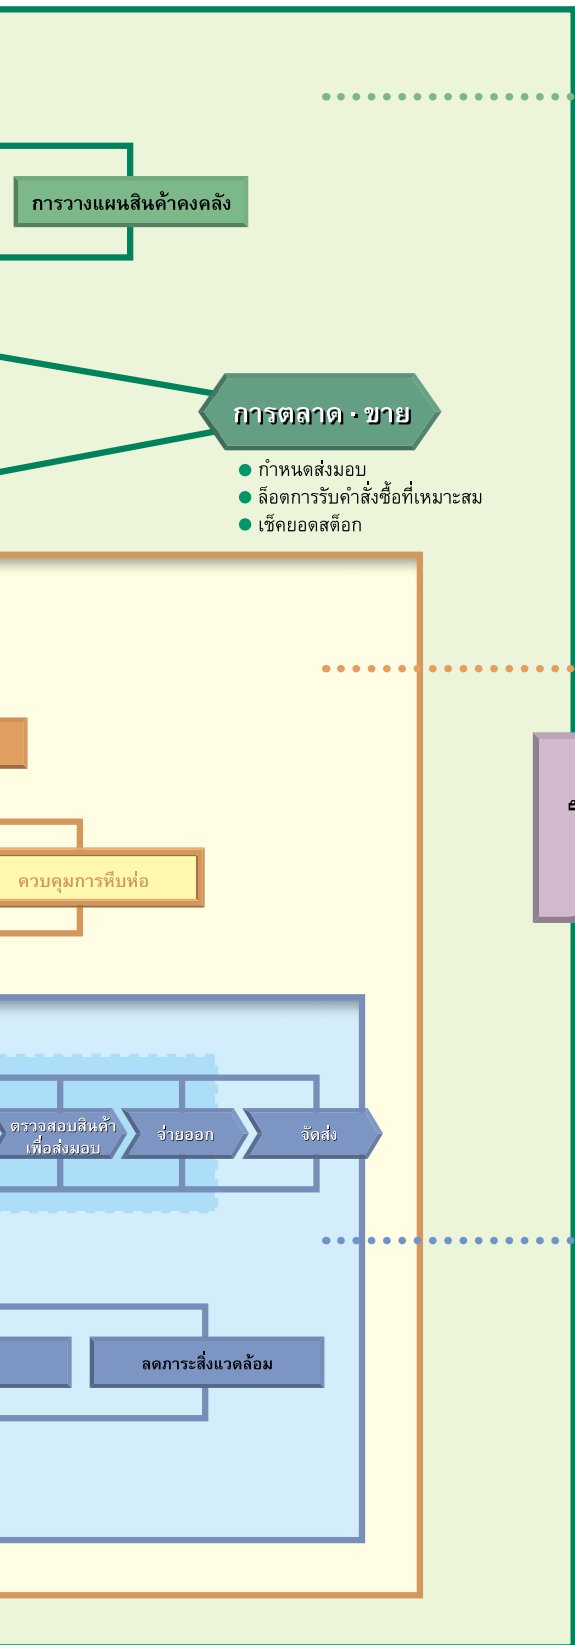 การวางแผนสินค้าคงคลัง
การตลาด · ขาย
● กำหนดส่งมอบ
● ล็อตการรับคำสั่งซื้อที่เหมาะสม
● เช็คยอดสต็อก
ควบคุมการหีบห่อ
ตรวจสอบสินค้า
เพื่อส่งมอบ
จ่ายออก
จัดส่ง
ลดภาระสิ่งแวดล้อม